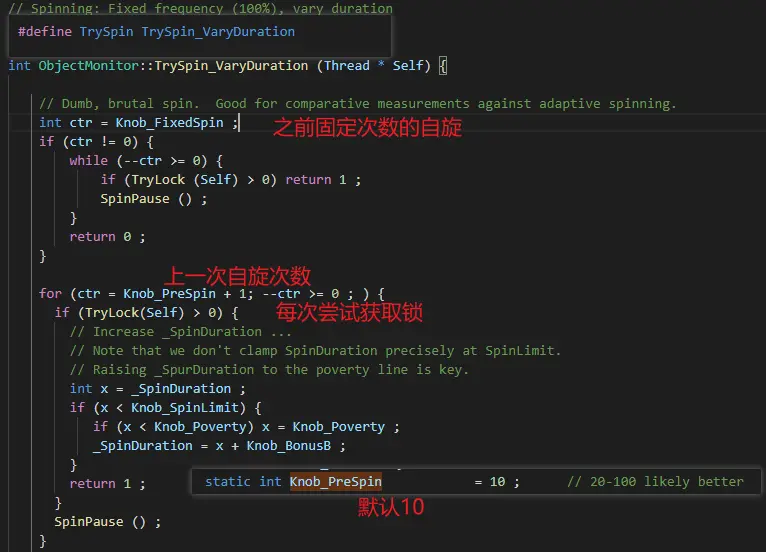 // Spinning: Fixed frequency (100%), vary duration
#define TrySpin TrySpin_VaryDuration
int ObjectMonitor::TrySpin_VaryDuration (Thread * Self) {
// Dumb, brutal spin.  Good for comparative measurements against adaptive spinning.
int ctr = Knob_FixedSpin ;
之前固定次数的自旋
if (ctr != 0) {
while (--ctr >= 0) {
if (TryLock (Self) > 0) return 1 ;
SpinPause () ;
}
return 0 ;
}
上一次自旋次数
for (ctr = Knob_PreSpin + 1; --ctr >= 0 ; ) {
每次尝试获取锁
if (TryLock(Self) > 0) {
// Increase _SpinDuration ...
// Note that we don't clamp SpinDuration precisely at SpinLimit.
// Raising _SpurDuration to the poverty line is key.
int x = _SpinDuration ;
if (x < Knob_SpinLimit) {
if (x < Knob_Poverty) x = Knob_Poverty ;
_SpinDuration = x + Knob_BonusB ;
}
return 1 ;
static int Knob_PreSpin = 10 ; // 20-100 likely better
默认10
}
SpinPause () ;
}